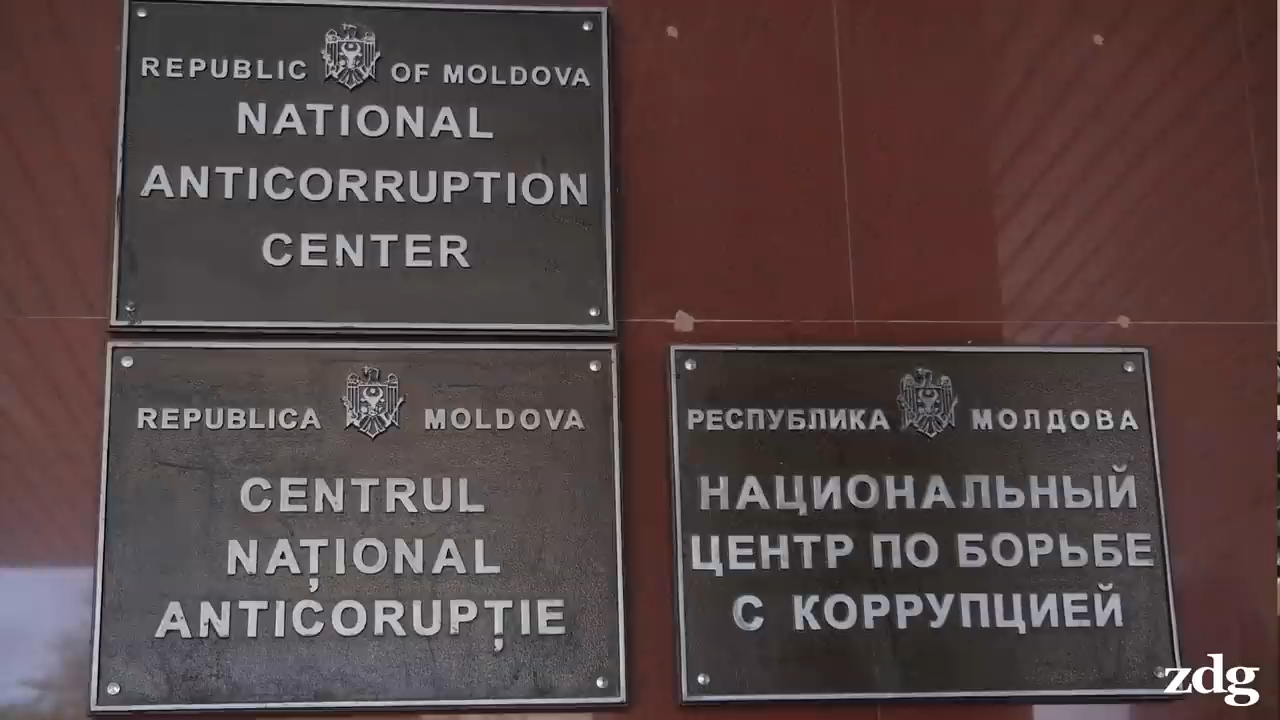 REPUBLIC OF MOLDOVA
NATIONAL
ANTICORRUPTION
CENTER
REPUBLICA MOLDOVA
CENTRUL
NAȚIONAL
ANTICORUPȚIE
РЕСПУБЛИКА МОЛДОВА
НАЦИОНАЛЬНЫЙ
ЦЕНТР ПО БОРЬБЕ
С КОРРУПЦИЕЙ
zdg